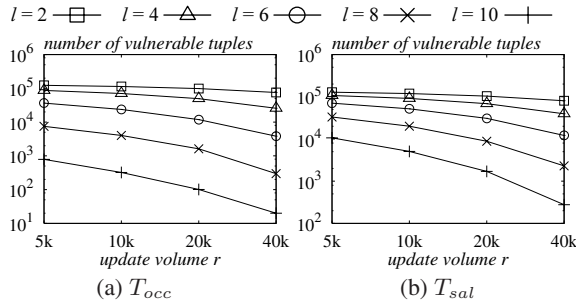 l = 2 l = 4 l = 6 l = 8 l = 10
number of vulnerable tuples
10^6
10^5
10^4
10^3
10^2
10^1
5k 10k 20k 40k
update volume r
(a) T_occ
number of vulnerable tuples
10^6
10^5
10^4
10^3
10^2
5k 10k 20k 40k
update volume r
(b) T_sal